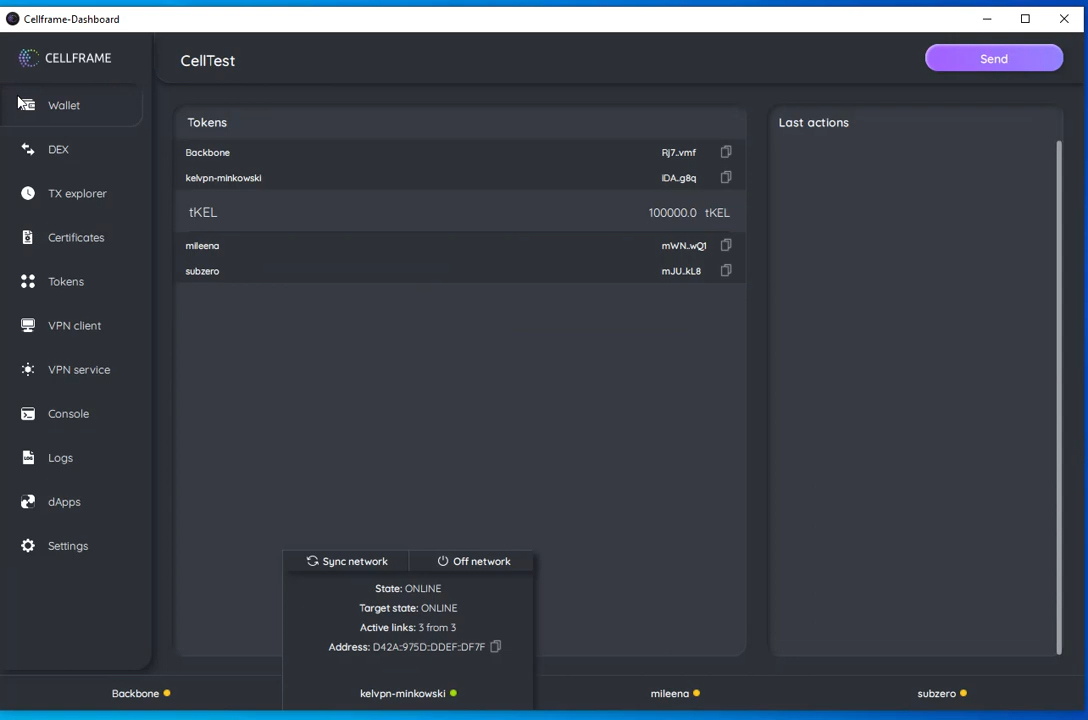 Cellframe-Dashboard
CELLFRAME
CellTest
Send
Wallet
DEX
TX explorer
Certificates
Tokens
VPN client
VPN service
Console
Logs
dApps
Settings
Tokens
Backbone Rj7..vmf
kelvpn-minkowski iDA..g8q
tKEL 100000.0 tKEL
mileena mWN..wQ1
subzero mJU..kL8
Last actions
Sync network Off network
State: ONLINE
Target state: ONLINE
Active links: 3 from 3
Address: D42A::975D::DDEF::DF7F
Backbone kelvpn-minkowski mileena subzero